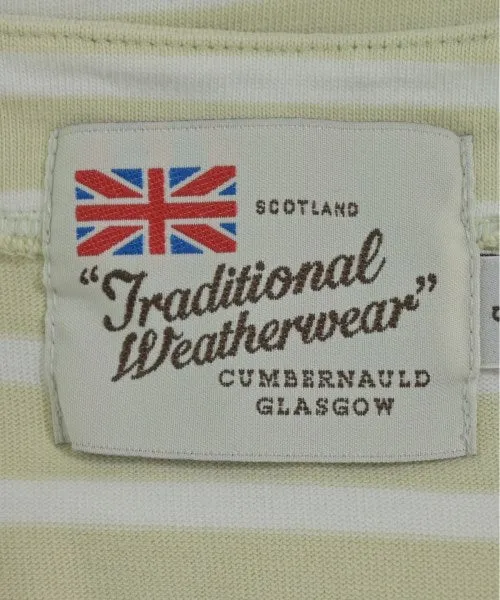 SCOTLAND
"Traditional
Weatherwear"
CUMBERNAULD
GLASGOW